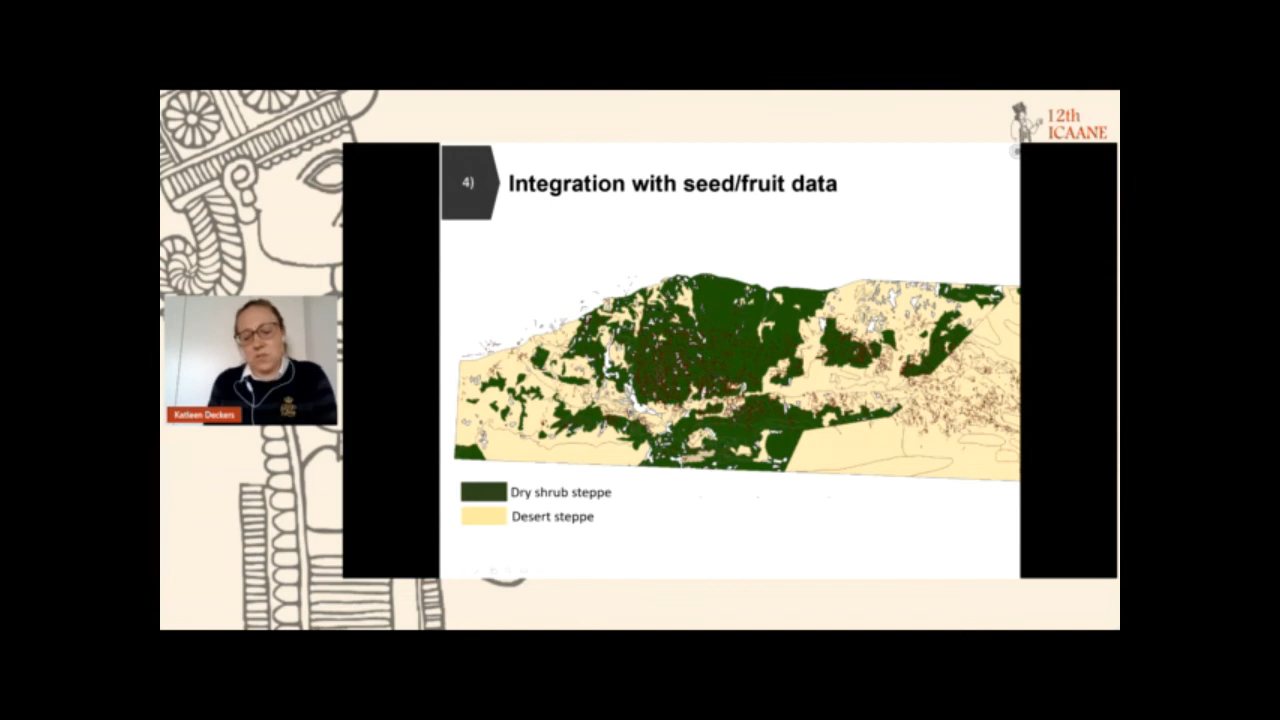 12th
ICAANE
4)
Integration with seed/fruit data
Katleen Deckers
Dry shrub steppe
Desert steppe